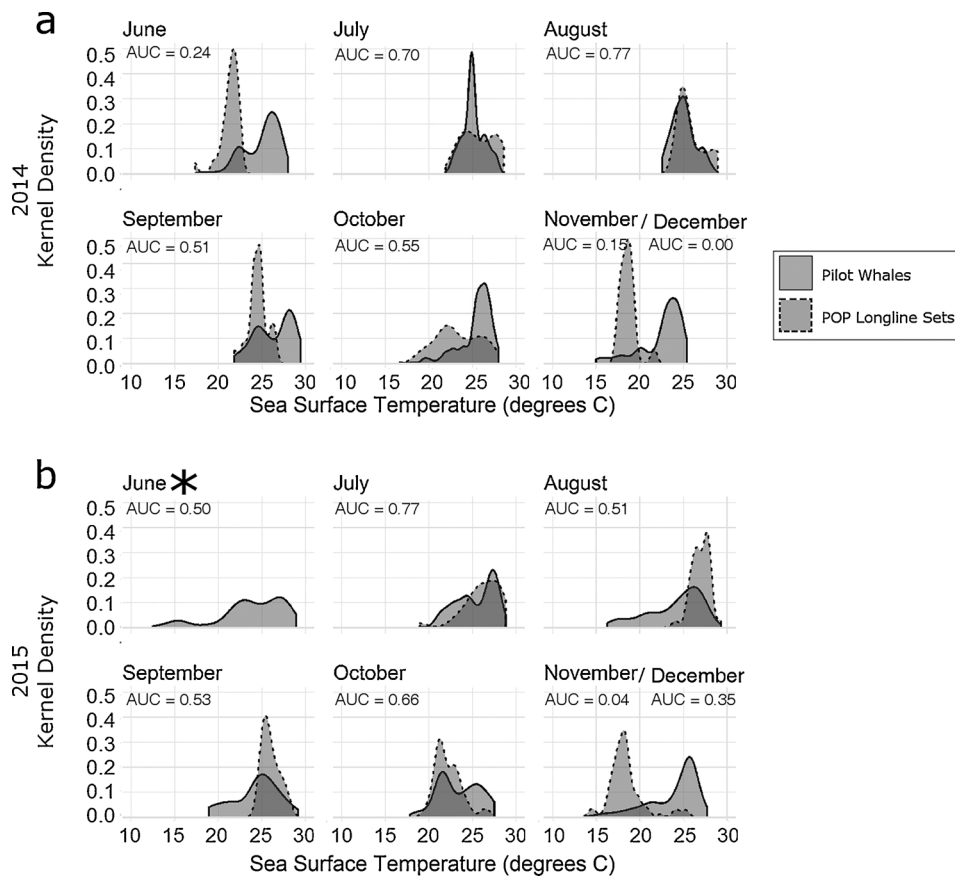 a
June
AUC = 0.24
July
AUC = 0.70
August
AUC = 0.77
0.5
0.4
0.3
0.2
0.1
0.0
September
AUC = 0.51
October
AUC = 0.55
November / December
AUC = 0.15 AUC = 0.00
0.5
0.4
0.3
0.2
0.1
0.0
2014
Kernel Density
10 15 20 25 30 10 15 20 25 30 10 15 20 25 30
Sea Surface Temperature (degrees C)
Pilot Whales
POP Longline Sets
b
June *
AUC = 0.50
July
AUC = 0.77
August
AUC = 0.51
0.5
0.4
0.3
0.2
0.1
0.0
September
AUC = 0.53
October
AUC = 0.66
November / December
AUC = 0.04 AUC = 0.35
0.5
0.4
0.3
0.2
0.1
0.0
2015
Kernel Density
10 15 20 25 30 10 15 20 25 30 10 15 20 25 30
Sea Surface Temperature (degrees C)